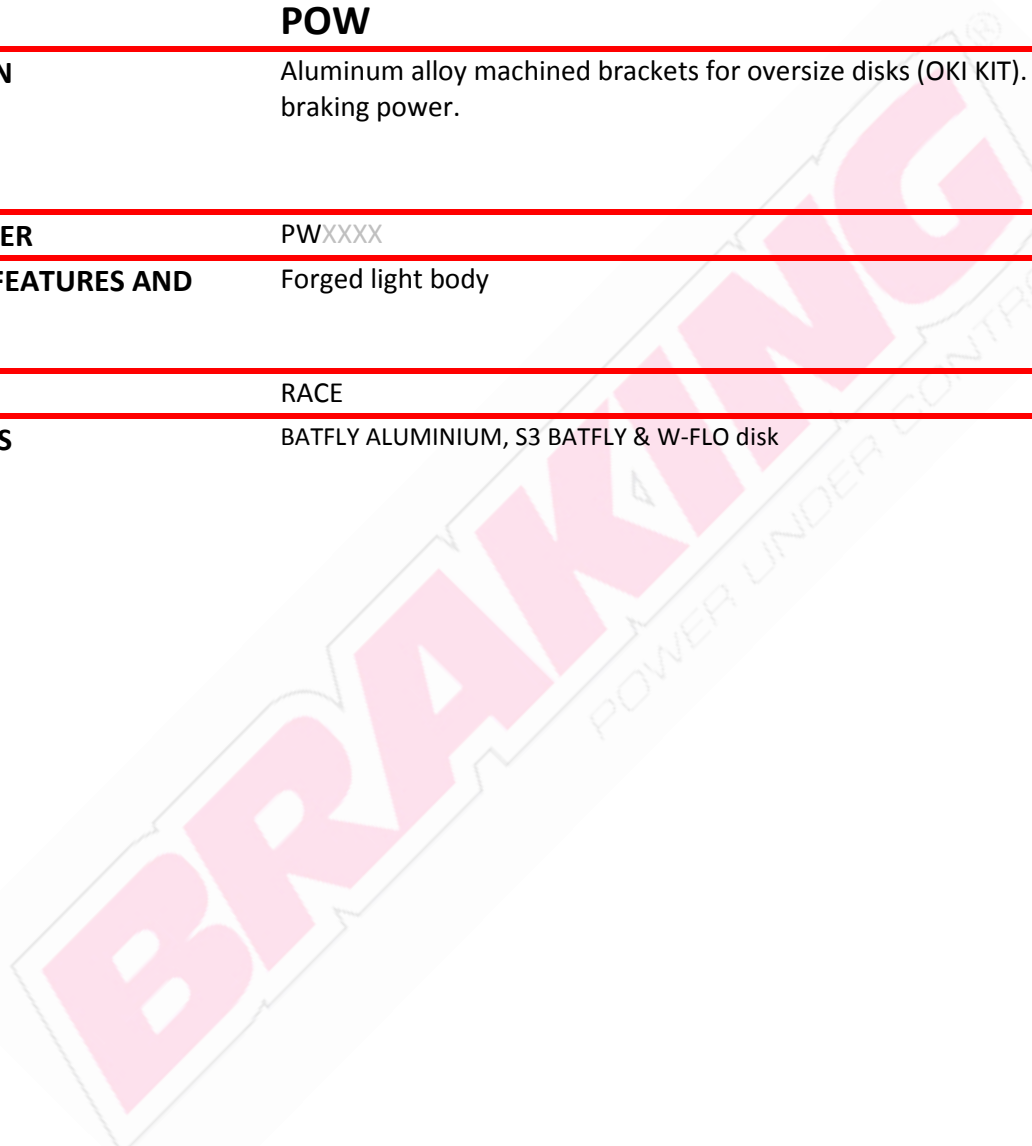 POW
N Aluminum alloy machined brackets for oversize disks (OKI KIT).
braking power.
ER PWXXXX
FEATURES AND Forged light body
RACE
S BATFLY ALUMINIUM, S3 BATFLY & W-FLO disk
BRAKING®
POWER UNDER CONTRO